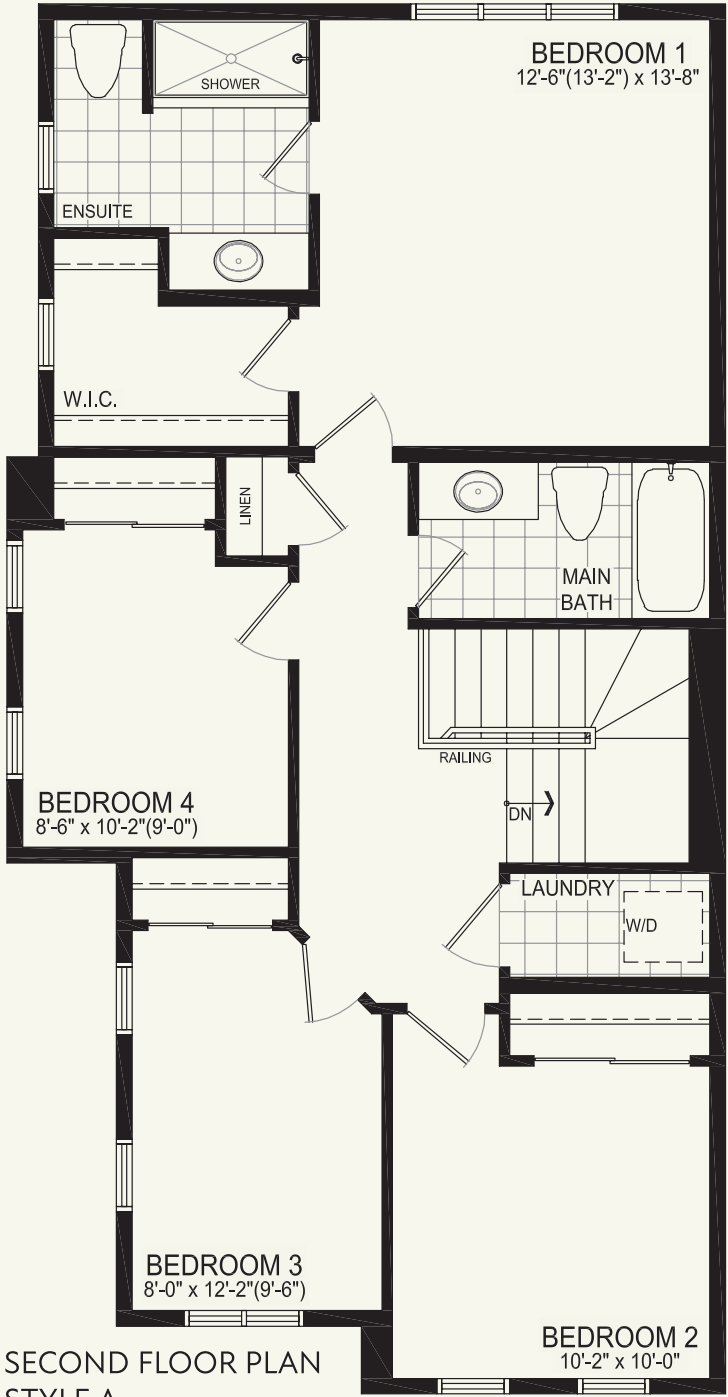 BEDROOM 1
12'-6"(13'-2") x 13'-8"
SHOWER
ENSUITE
W.I.C.
LINEN
MAIN
BATH
RAILING
DN
BEDROOM 4
8'-6" x 10'-2"(9'-0")
LAUNDRY
W/D
BEDROOM 3
8'-0" x 12'-2"(9'-6")
BEDROOM 2
10'-2" x 10'-0"
SECOND FLOOR PLAN
STYLE A